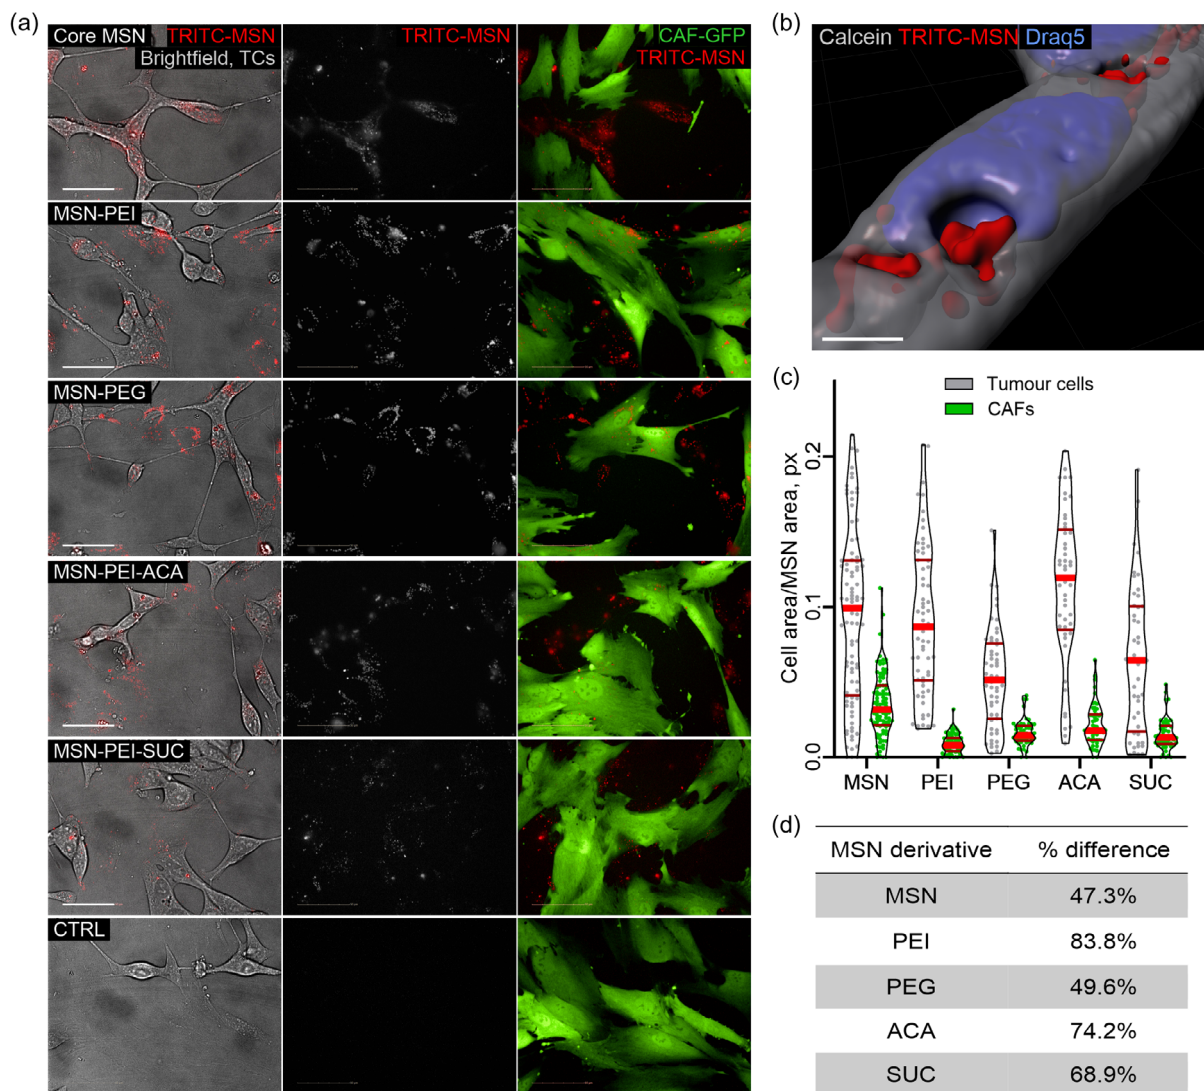 (a)
Core MSN
TRITC-MSN
Brightfield, TCs
TRITC-MSN
CAF-GFP
TRITC-MSN
MSN-PEI
MSN-PEG
MSN-PEI-ACA
MSN-PEI-SUC
CTRL
(b)
Calcein TRITC-MSN Draq5
(c)
Tumour cells
CAFs
Cell area/MSN area, px
0.2
0.1
0.0
MSN PEI PEG ACA SUC
(d)
MSN derivative % difference
MSN 47.3%
PEI 83.8%
PEG 49.6%
ACA 74.2%
SUC 68.9%